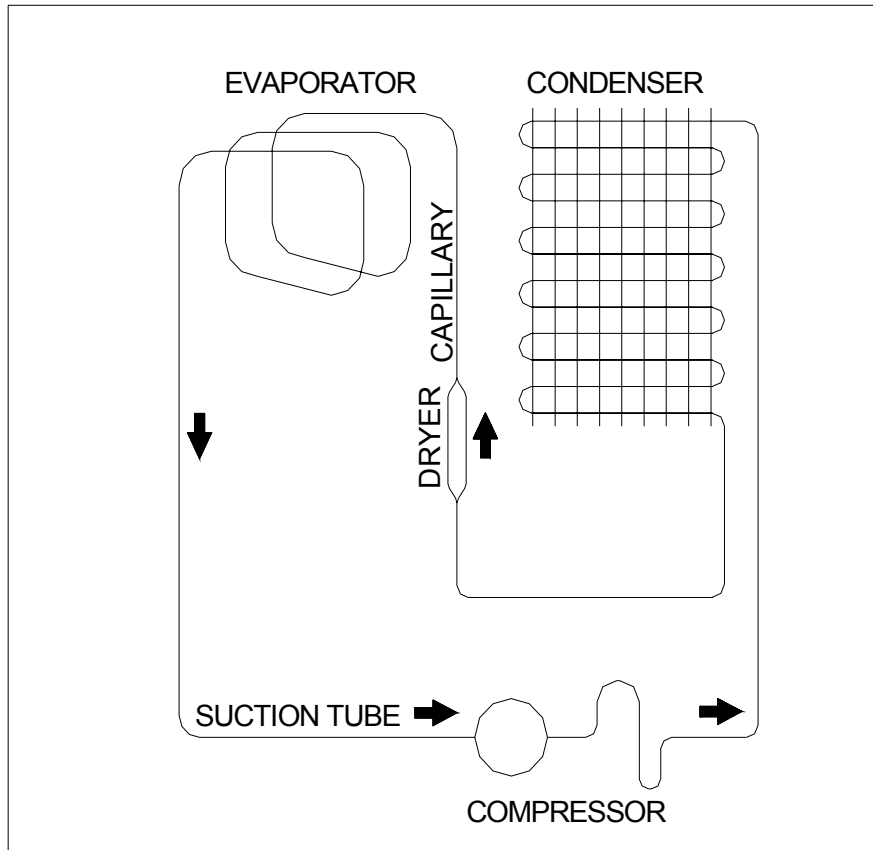 EVAPORATOR
CONDENSER
CAPILLARY
DRYER
SUCTION TUBE
COMPRESSOR